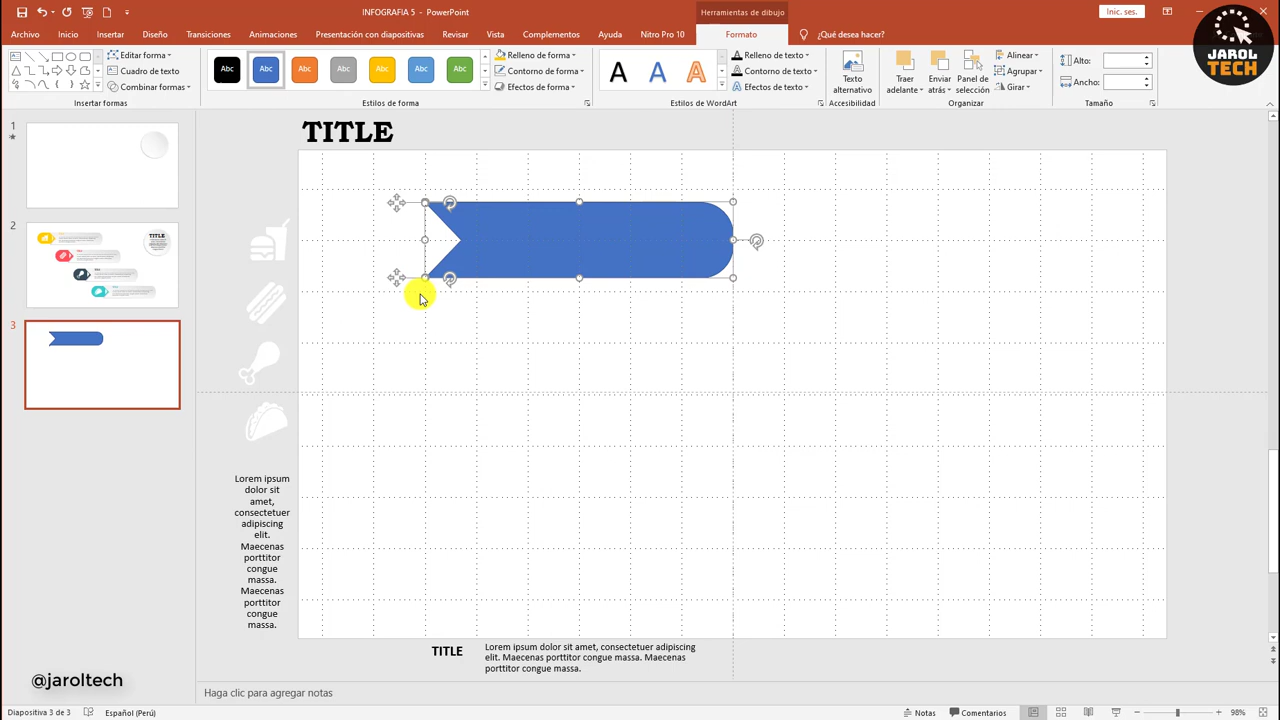 INFOGRAFIA 5 - PowerPoint
Herramientas de dibujo
Inic. ses.
Archivo
Inicio
Insertar
Diseño
Transiciones
Animaciones
Presentación con diapositivas
Revisar
Vista
Complementos
Ayuda
Nitro Pro 10
Formato
¿Qué desea hacer?
JAROL
TECH
Editar forma
Cuadro de texto
Combinar formas
Insertar formas
Abc
Abc
Abc
Abc
Abc
Abc
Abc
Relleno de forma
Contorno de forma
Efectos de forma
Estilos de forma
A
A
A
Relleno de texto
Contorno de texto
Efectos de texto
Estilos de WordArt
Texto
alternativo
Accesibilidad
Traer
adelante
Enviar
atrás
Panel de
selección
Alinear
Agrupar
Girar
Organizar
Alto:
Ancho:
Tamaño
1
2
TITLE
3
TITLE
Lorem ipsum
dolor sit
amet,
consectetuer
adipiscing
elit.
Maecenas
porttitor
congue
massa.
Maecenas
porttitor
congue
massa.
TITLE
Lorem ipsum dolor sit amet, consectetuer adipiscing
elit. Maecenas porttitor congue massa. Maecenas
porttitor congue massa.
@jaroltech
Haga clic para agregar notas
Diapositiva 3 de 3
Español (Perú)
Notas
Comentarios
98%